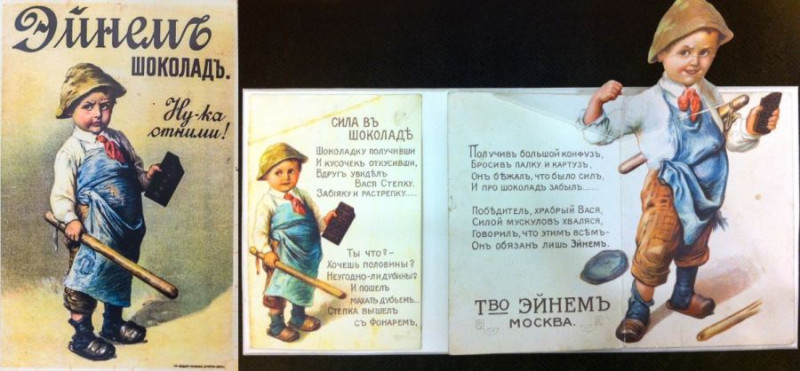 Эйнемъ
шоколадъ.
Ну-ка
отними!
Сила въ
шоколадѣ
Шоколадку получивши
И кусочекъ откусивши,
Вдругъ увидѣлъ
Вася Степку.
Забіяку и растрепку....
Ты что?–
Хочешь половины?
Неугодно-ли дубины?
И пошелъ
махать дубьемъ...
Степка вышелъ
съ Фонаремъ,
Получивъ большой конфузъ,
Бросивъ палку и картузъ,
Онъ бѣжалъ, что было силъ,
И про шоколадъ забылъ.....
Побѣдитель, храбрый Вася,
Силой мускуловъ хваляся,
Говорилъ, что этимъ всѣмъ–
Онъ обязанъ лишь Эйнемъ.
Тво Эйнемъ
Москва.